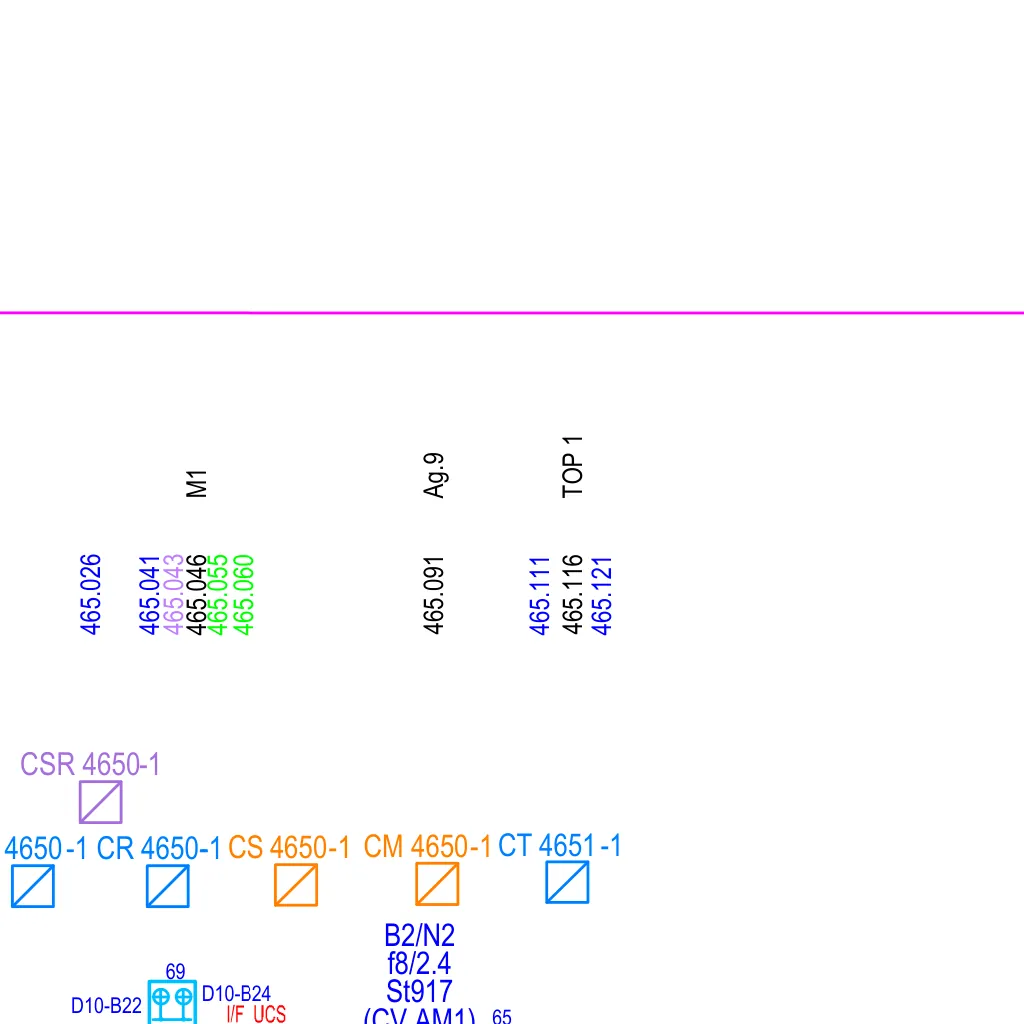 M1
Ag.9
TOP 1
465.026
465.041
465.043
465.046
465.055
465.060
465.091
465.111
465.116
465.121
CSR 4650-1
4650-1 CR 4650-1 CS 4650-1 CM 4650-1 CT 4651-1
B2/N2
f8/2.4
St917
(CV AM1) 65
69
D10-B22
D10-B24
I/F UCS